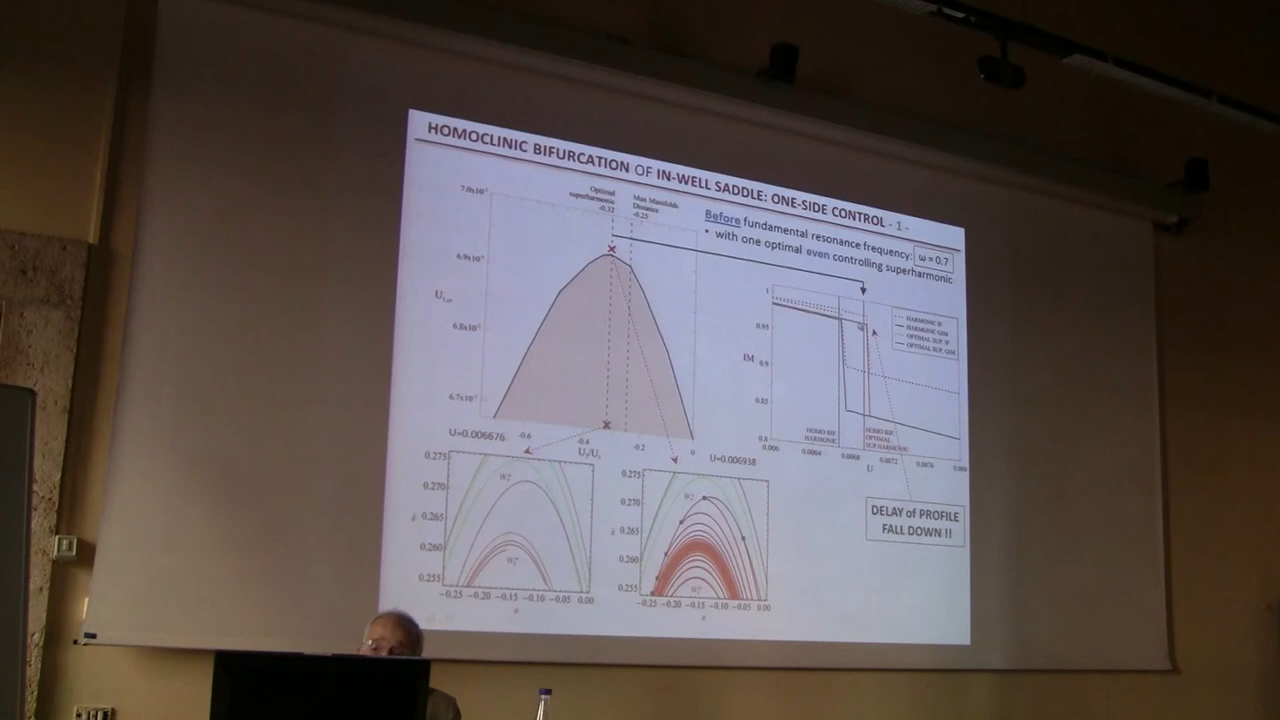 HOMOCLINIC BIFURCATION OF IN-WELL SADDLE: ONE-SIDE CONTROL - 1 -
Before fundamental resonance frequency: ω = 0.7
• with one optimal even controlling superharmonic
Optimal
superharmonic
-0.32
Max Manifolds
Distance
-0.25
6.9x10⁻³
6.8x10⁻³
6.7x10⁻³
-0.6
-0.4
-0.2
0
U₂/U₁
1
0.95
IM 0.9
0.85
0.8
0.006
0.0064
0.0068
0.0072
0.0076
0.008
U
HARMONIC IF
HARMONIC GIM
OPTIMAL SUP. IF
OPTIMAL SUP. GIM
HOMO BIF.
HARMONIC
HOMO BIF.
OPTIMAL
SUP.HARMONIC
DELAY of PROFILE
FALL DOWN !!
U=0.006676
0.275
0.270
0.265
0.260
0.255
-0.25 -0.20 -0.15 -0.10 -0.05 0.00
U=0.006938
0.275
0.270
0.265
0.260
0.255
-0.25 -0.20 -0.15 -0.10 -0.05 0.00